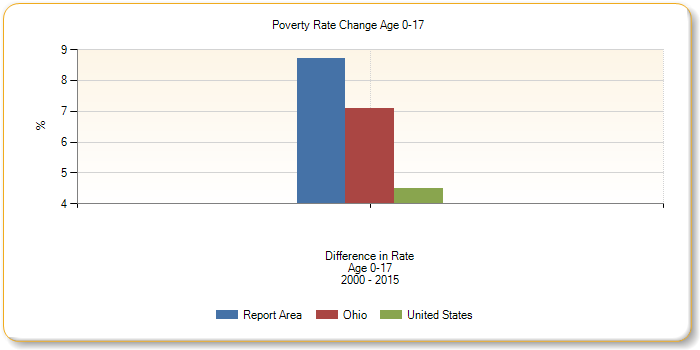 Poverty Rate Change Age 0-17
9
8
7
6
5
4
%
Difference in Rate
Age 0-17
2000 - 2015
Report Area Ohio United States